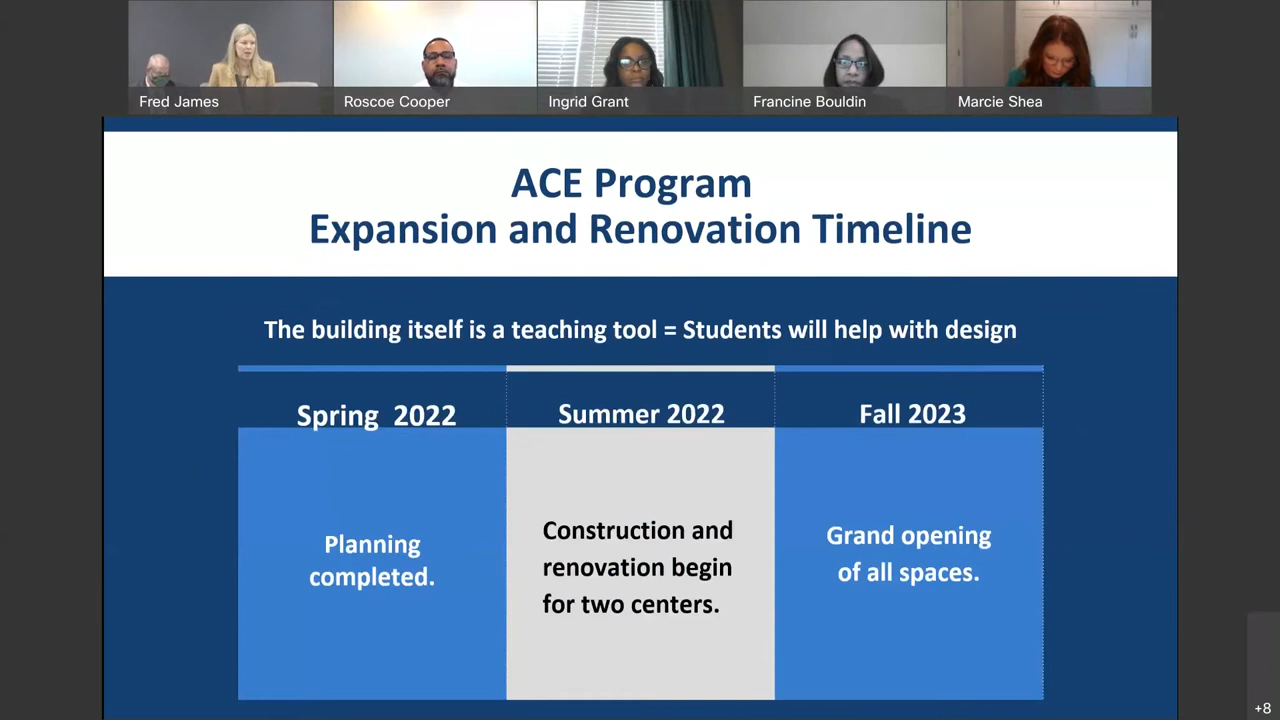 Fred James
Roscoe Cooper
Ingrid Grant
Francine Bouldin
Marcie Shea
ACE Program
Expansion and Renovation Timeline
The building itself is a teaching tool = Students will help with design
Spring 2022
Summer 2022
Fall 2023
Planning
completed.
Construction and
renovation begin
for two centers.
Grand opening
of all spaces.
+8